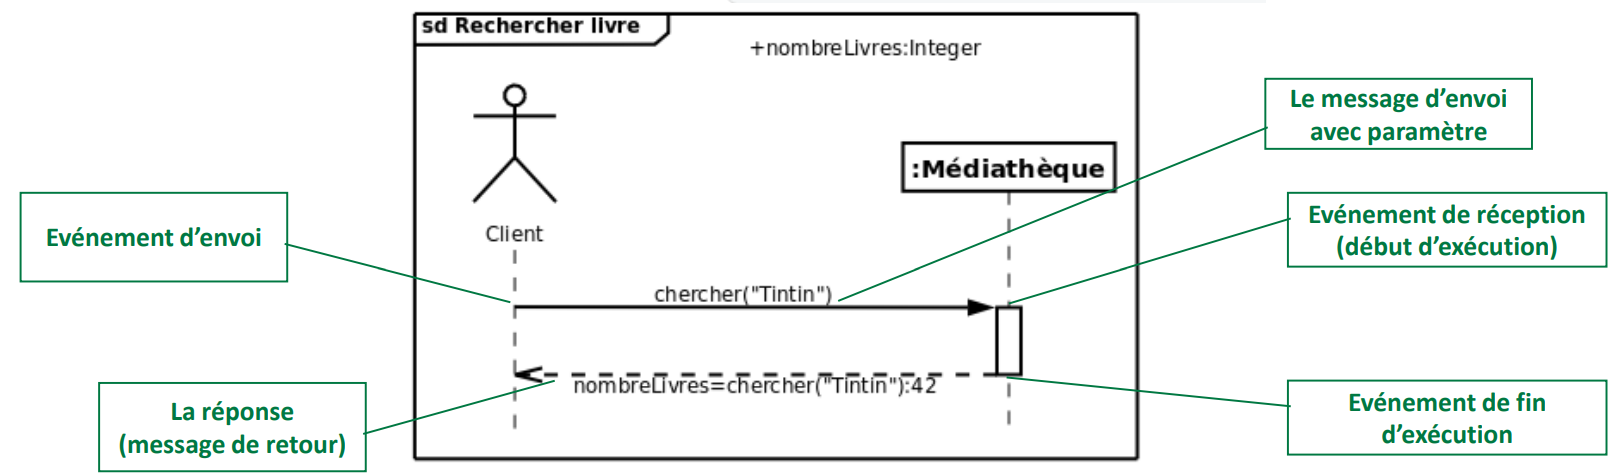 sd Rechercher livre
+nombreLivres:Integer
Le message d’envoi
avec paramètre
:Médiathèque
Evénement d’envoi
Client
Evénement de réception
(début d’exécution)
chercher("Tintin")
nombreLivres=chercher("Tintin"):42
La réponse
(message de retour)
Evénement de fin
d’exécution